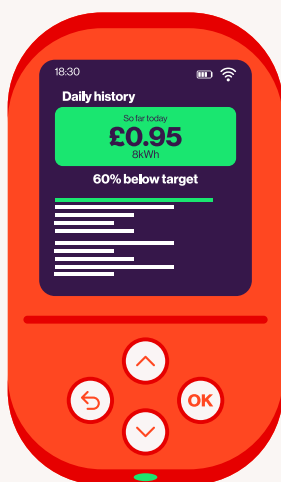 18:30
Daily history
So far today
£0.95
8kWh
60% below target
OK